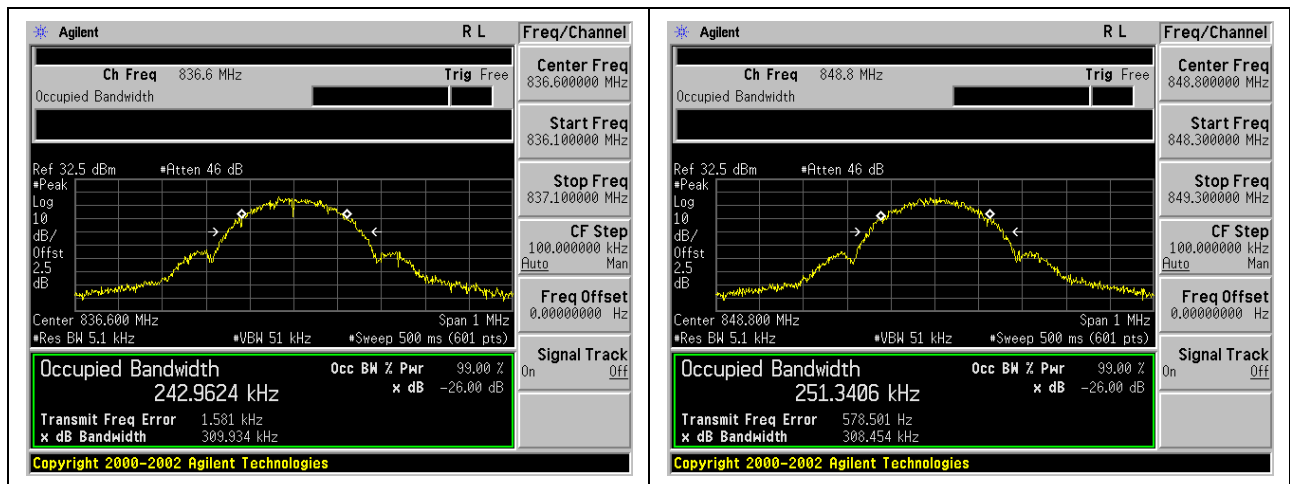 Agilent R L
Freq/Channel
Ch Freq 836.6 MHz Trig Free
Occupied Bandwidth
Center Freq
836.600000 MHz
Start Freq
836.100000 MHz
Stop Freq
837.100000 MHz
CF Step
100.000000 kHz
Auto Man
Freq Offset
0.00000000 Hz
Signal Track
On Off
Ref 32.5 dBm #Atten 46 dB
#Peak
Log
10
dB/
Offst
2.5
dB
Center 836.600 MHz Span 1 MHz
#Res BW 5.1 kHz #VBW 51 kHz #Sweep 500 ms (601 pts)
Occupied Bandwidth Occ BW % Pwr 99.00 %
242.9624 kHz x dB -26.00 dB
Transmit Freq Error 1.581 kHz
x dB Bandwidth 309.934 kHz
Copyright 2000-2002 Agilent Technologies
Agilent R L
Freq/Channel
Ch Freq 848.8 MHz Trig Free
Occupied Bandwidth
Center Freq
848.800000 MHz
Start Freq
848.300000 MHz
Stop Freq
849.300000 MHz
CF Step
100.000000 kHz
Auto Man
Freq Offset
0.00000000 Hz
Signal Track
On Off
Ref 32.5 dBm #Atten 46 dB
#Peak
Log
10
dB/
Offst
2.5
dB
Center 848.800 MHz Span 1 MHz
#Res BW 5.1 kHz #VBW 51 kHz #Sweep 500 ms (601 pts)
Occupied Bandwidth Occ BW % Pwr 99.00 %
251.3406 kHz x dB -26.00 dB
Transmit Freq Error 578.501 Hz
x dB Bandwidth 308.454 kHz
Copyright 2000-2002 Agilent Technologies